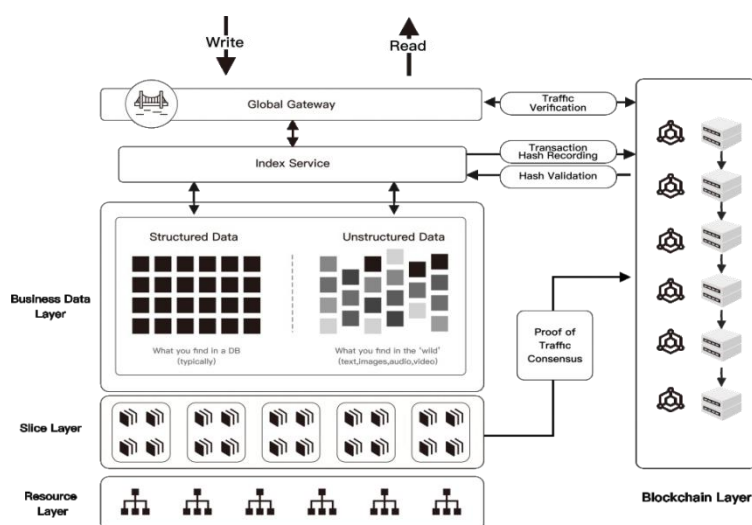 Write
Read
Global Gateway
Traffic
Verification
Index Service
Transaction
Hash Recording
Hash Validation
Structured Data
Unstructured Data
Business Data
Layer
What you find in a DB
(typically)
What you find in the 'wild'
(text,images,audio,video)
Proof of
Traffic
Consensus
Slice Layer
Resource
Layer
Blockchain Layer